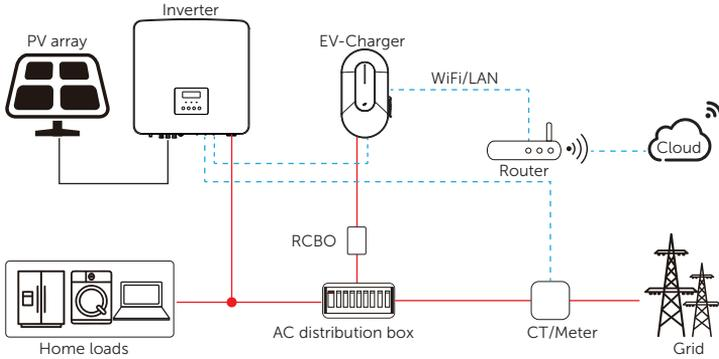 Inverter
PV array
EV-Charger
WiFi/LAN
Cloud
Router
RCBO
AC distribution box
CT/Meter
Home loads
Grid